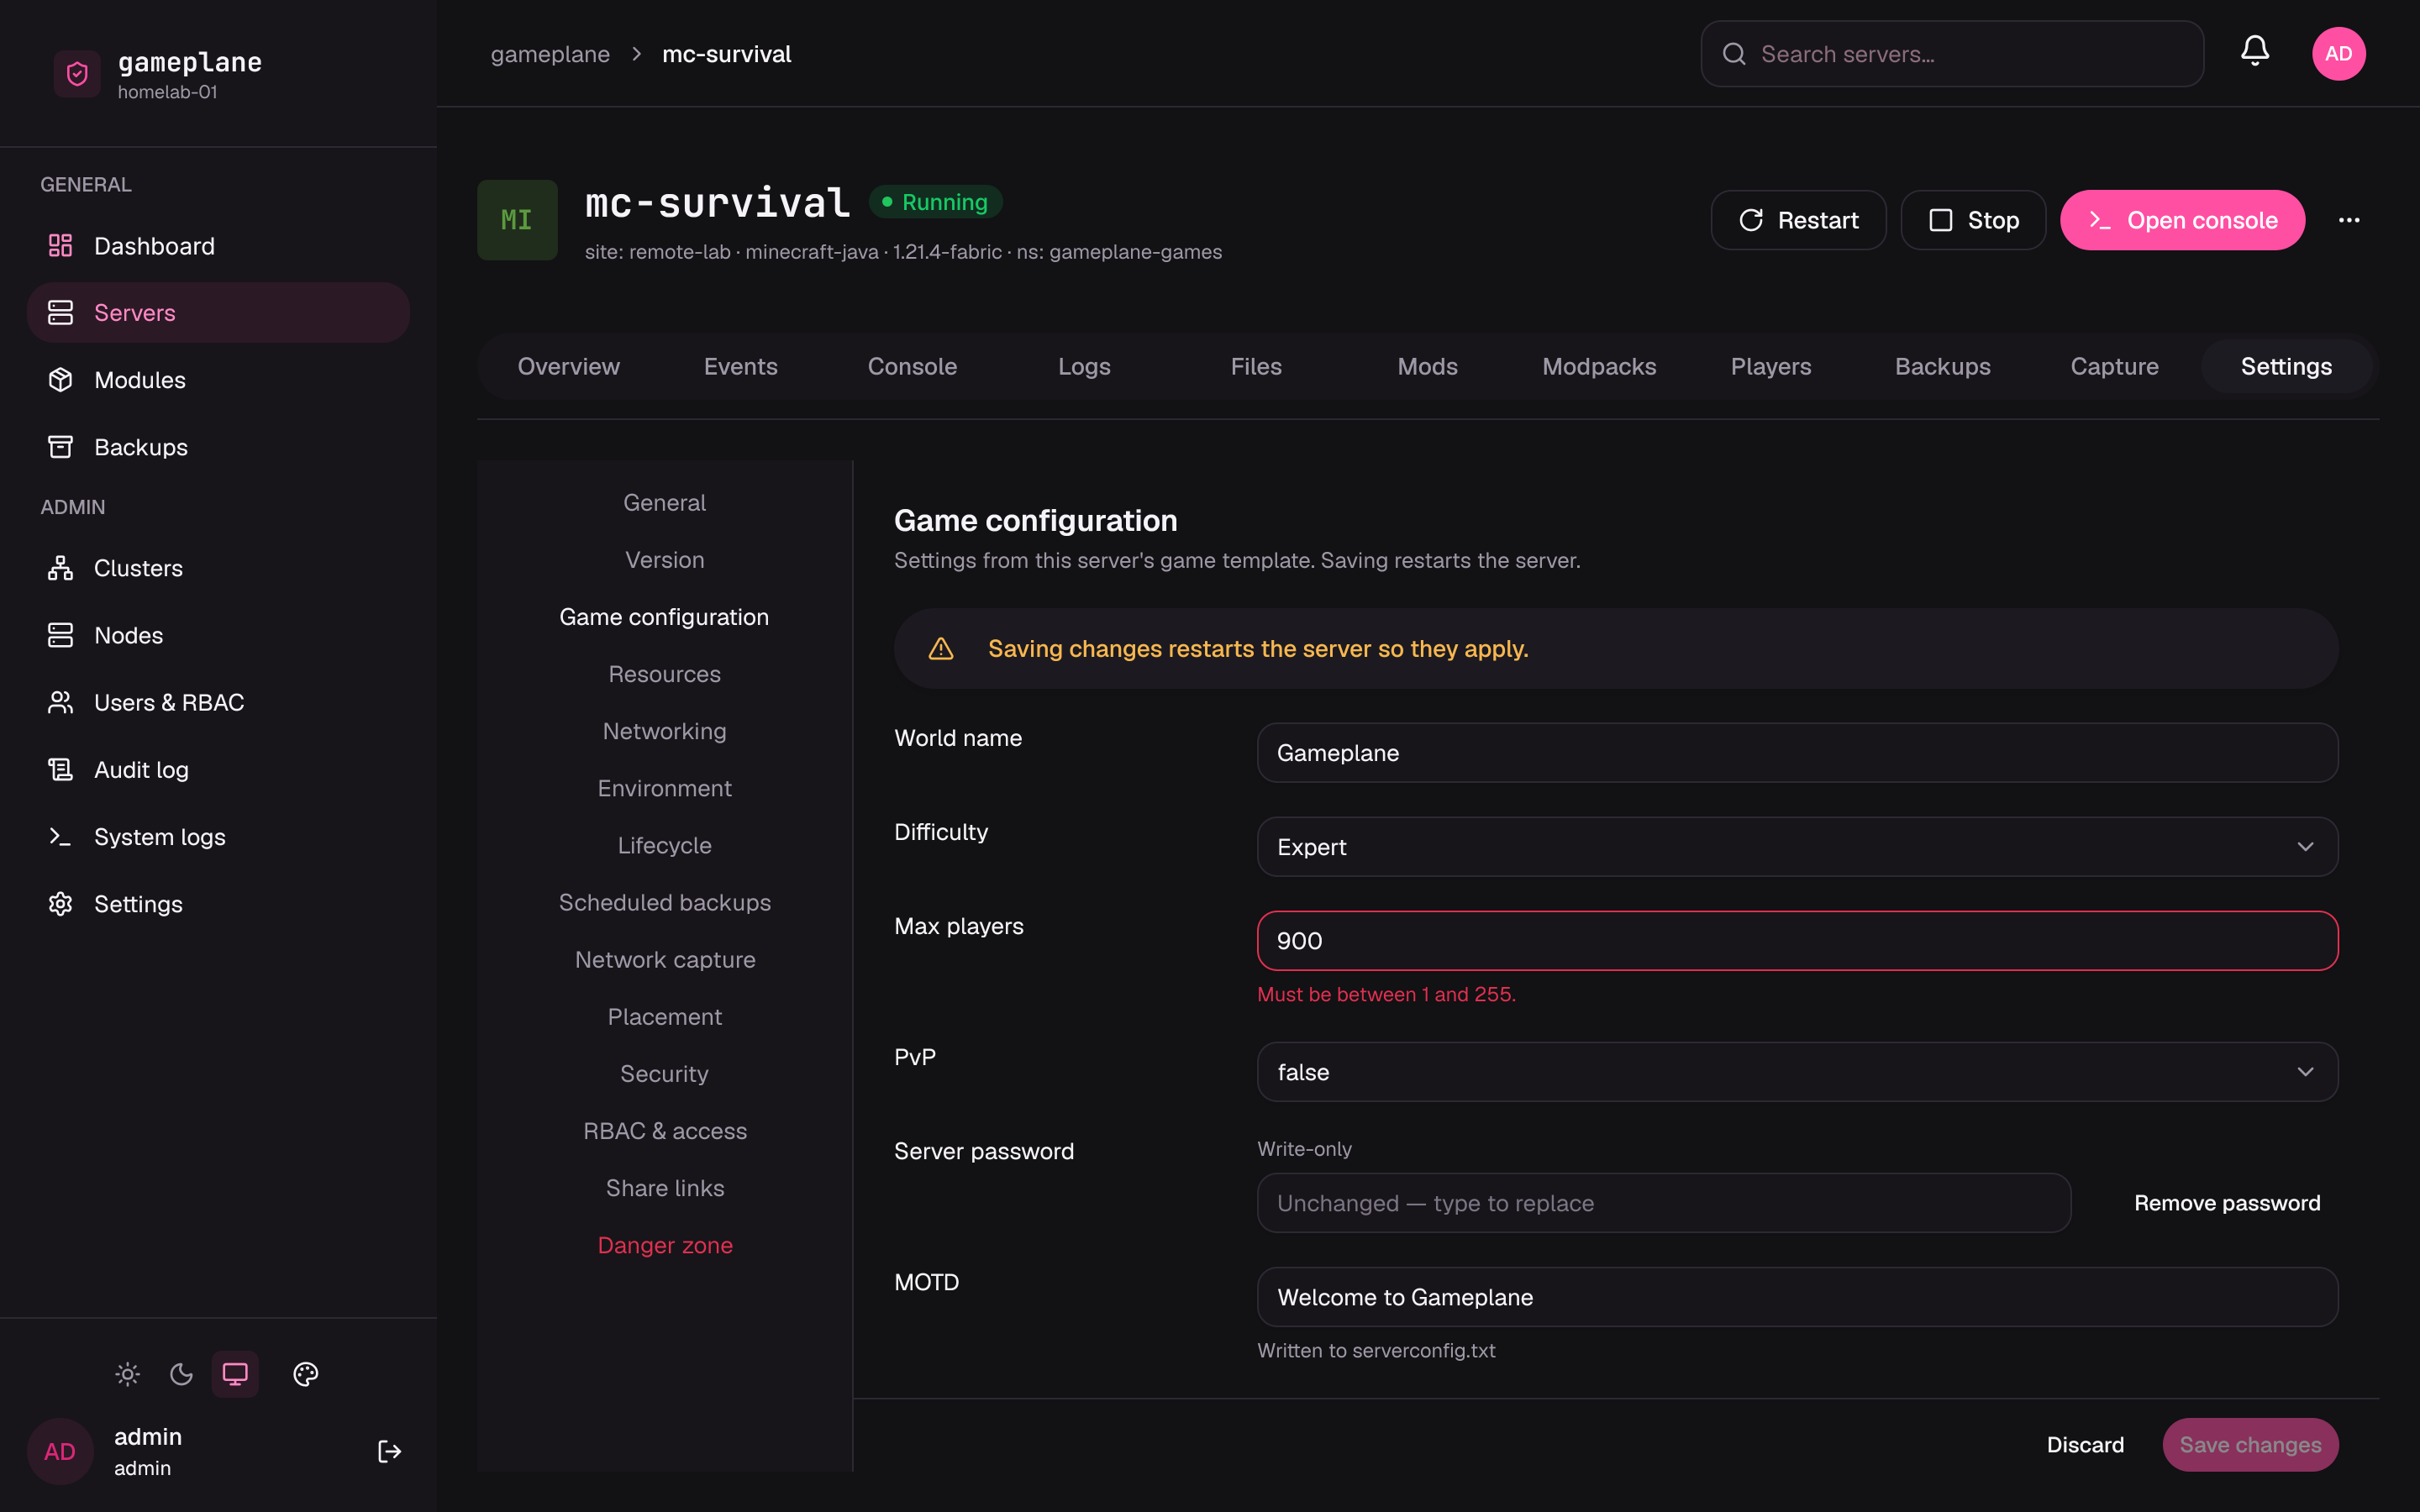 gameplane
homelab-01
GENERAL
Dashboard
Servers
Modules
Backups
ADMIN
Clusters
Nodes
Users & RBAC
Audit log
System logs
Settings
AD
admin
admin
gameplane > mc-survival
Search servers...
AD
MI
mc-survival
Running
site: remote-lab · minecraft-java · 1.21.4-fabric · ns: gameplane-games
Restart
Stop
Open console
Overview
Events
Console
Logs
Files
Mods
Modpacks
Players
Backups
Capture
Settings
General
Version
Game configuration
Resources
Networking
Environment
Lifecycle
Scheduled backups
Network capture
Placement
Security
RBAC & access
Share links
Danger zone
Game configuration
Settings from this server's game template. Saving restarts the server.
Saving changes restarts the server so they apply.
World name
Gameplane
Difficulty
Expert
Max players
900
Must be between 1 and 255.
PvP
false
Server password
Write-only
Unchanged — type to replace
Remove password
MOTD
Welcome to Gameplane
Written to serverconfig.txt
Discard
Save changes